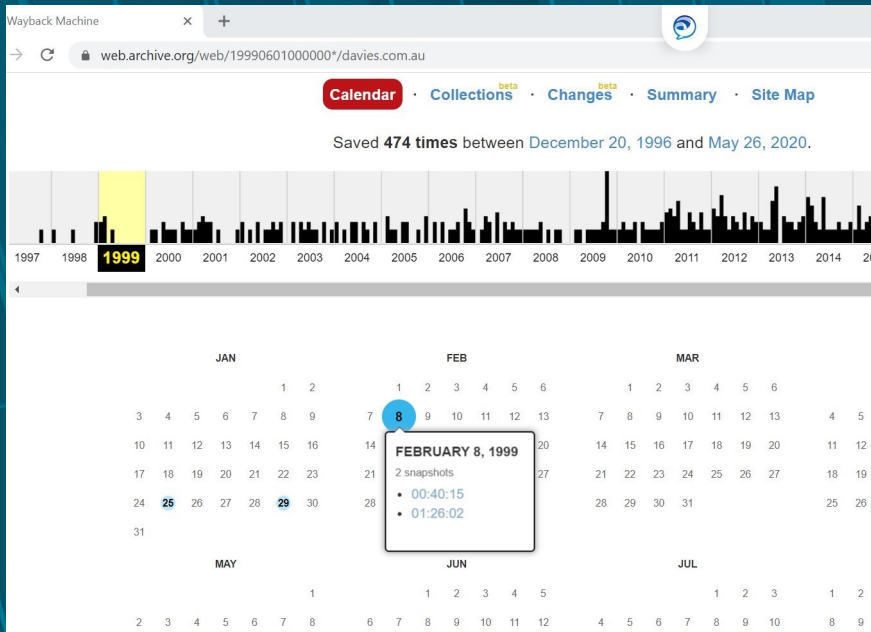 Wayback Machine × +
web.archive.org/web/19990601000000*/davies.com.au
Calendar · Collections beta · Changes beta · Summary · Site Map
Saved 474 times between December 20, 1996 and May 26, 2020.
1997 1998 1999 2000 2001 2002 2003 2004 2005 2006 2007 2008 2009 2010 2011 2012 2013 2014
JAN FEB MAR
1 2 1 2 3 4 5 6 1 2 3 4 5 6
3 4 5 6 7 8 9 7 8 9 10 11 12 13 7 8 9 10 11 12 13 4 5
10 11 12 13 14 15 16 14 20 14 15 16 17 18 19 20 11 12
17 18 19 20 21 22 23 21 27 21 22 23 24 25 26 27 18 19
24 25 26 27 28 29 30 28 28 29 30 31 25 26
31
FEBRUARY 8, 1999
2 snapshots
• 00:40:15
• 01:26:02
MAY JUN JUL
1 1 2 3 4 5 1 2 3 1 2
2 3 4 5 6 7 8 6 7 8 9 10 11 12 4 5 6 7 8 9 10 8 9